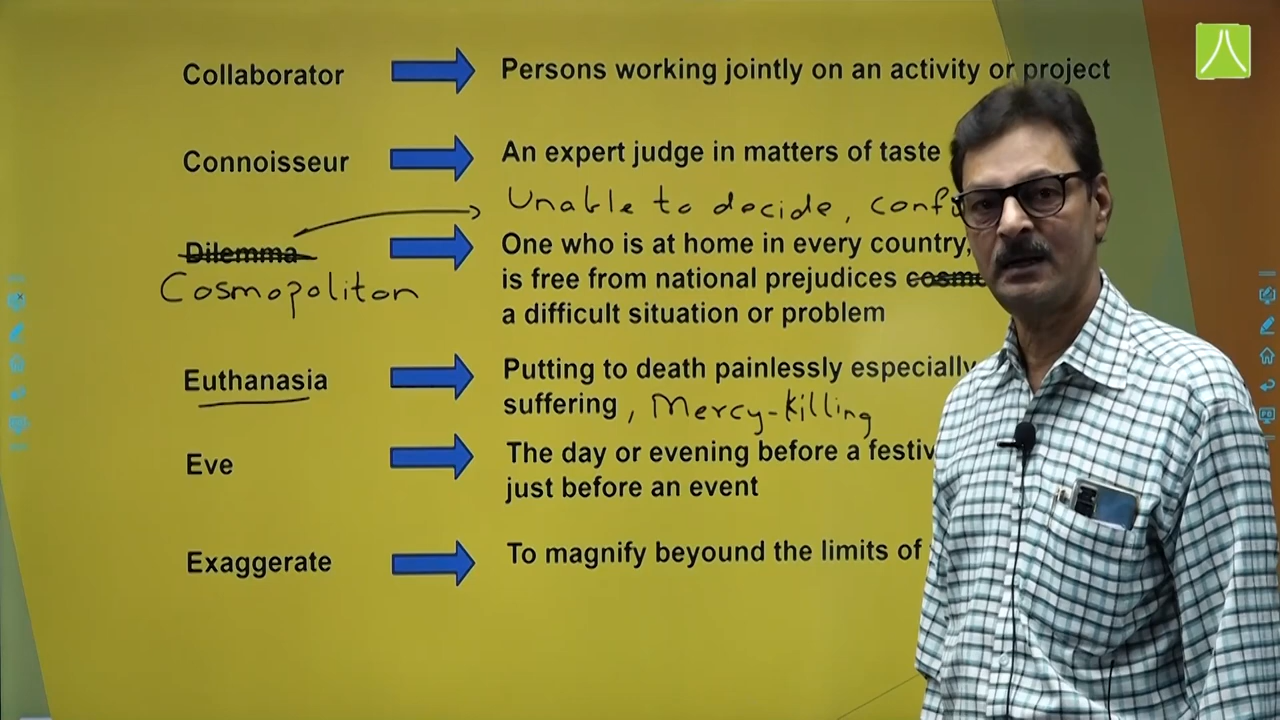 Collaborator Persons working jointly on an activity or project
Connoisseur An expert judge in matters of taste
Unable to decide,
Dilemma One who is at home in every country,
Cosmopolitan is free from national prejudices
a difficult situation or problem
Euthanasia Putting to death painlessly especially
suffering, Mercy-Killing
Eve The day or evening before a
just before an event
Exaggerate To magnify beyound the limits of